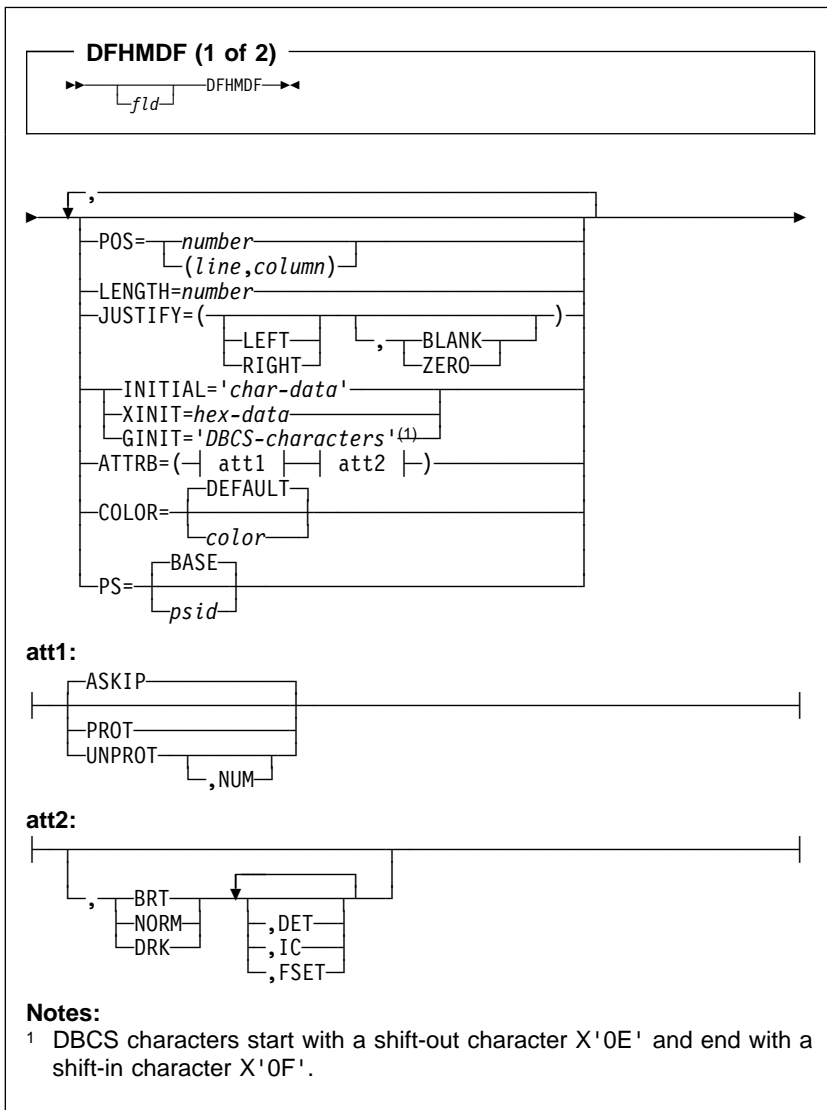 DFHMDF (1 of 2)
DFHMDF
fld
,
POS= number
(line,column)
LENGTH=number
JUSTIFY=( )
LEFT , BLANK
RIGHT ZERO
INITIAL='char-data'
XINIT=hex-data
GINIT='DBCS-characters'(1)
ATTRB=( att1 att2 )
DEFAULT
COLOR=
color
BASE
PS=
psid
att1:
ASKIP
PROT
UNPROT
,NUM
att2:
, BRT
NORM ,DET
DRK ,IC
,FSET
Notes:
1 DBCS characters start with a shift-out character X'0E' and end with a
shift-in character X'0F'.